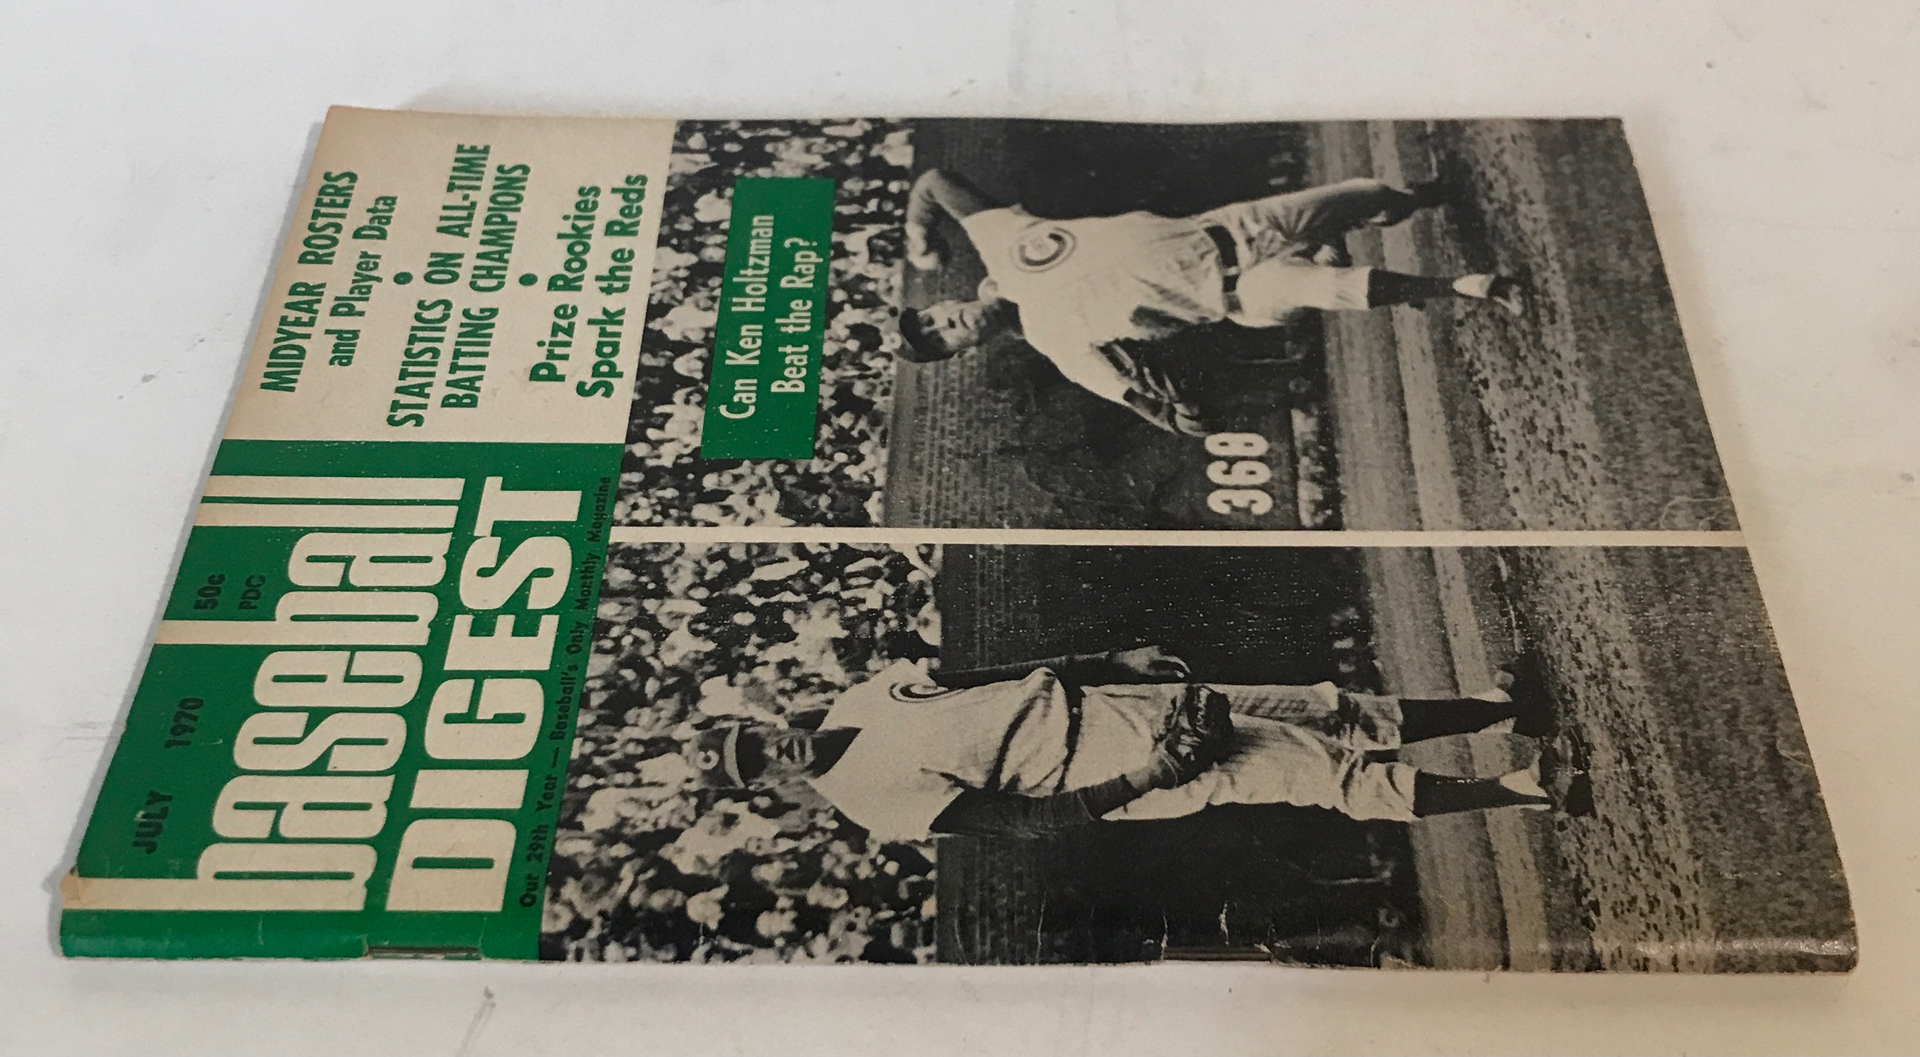 JULY 1970 50c
PDC
baseball
DIGEST
Our 29th Year — Baseball's Only Monthly Magazine
MIDYEAR ROSTERS
and Player Data
•
STATISTICS ON ALL-TIME
BATTING CHAMPIONS
•
Prize Rookies
Spark the Reds
Can Ken Holtzman
Beat the Rap?
C
C
C
368